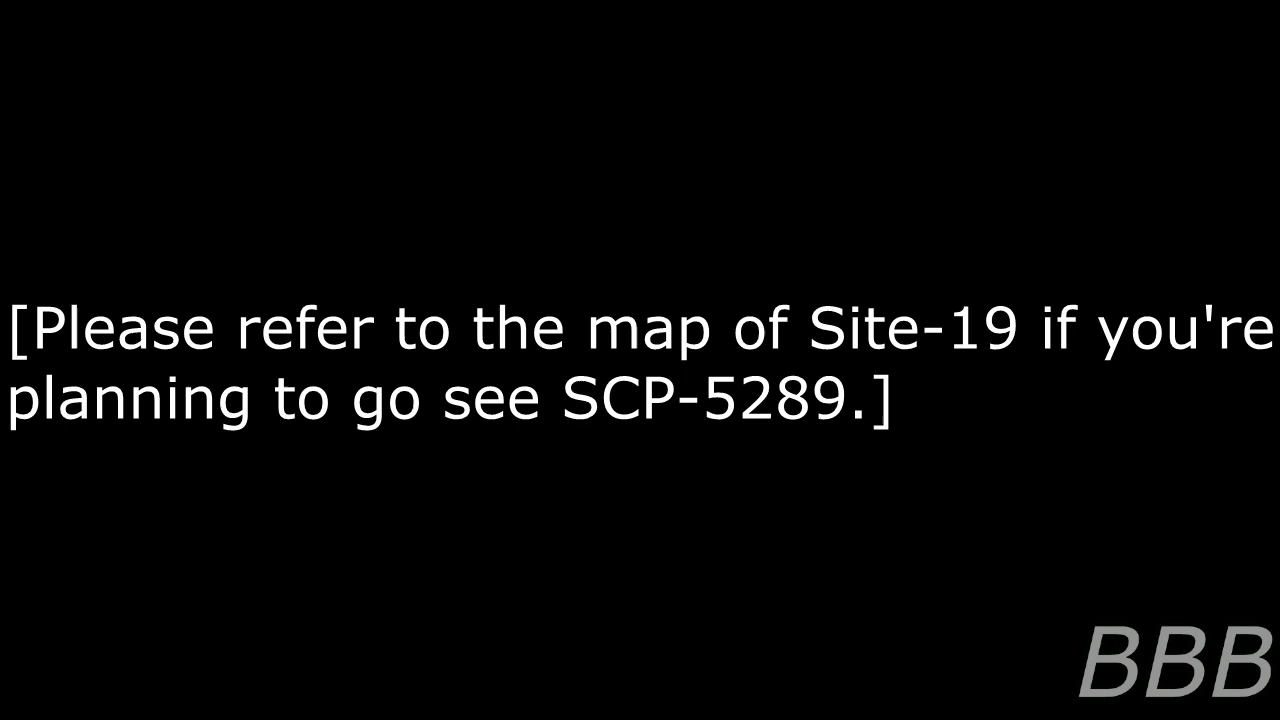 [Please refer to the map of Site-19 if you're
planning to go see SCP-5289.]
BBB